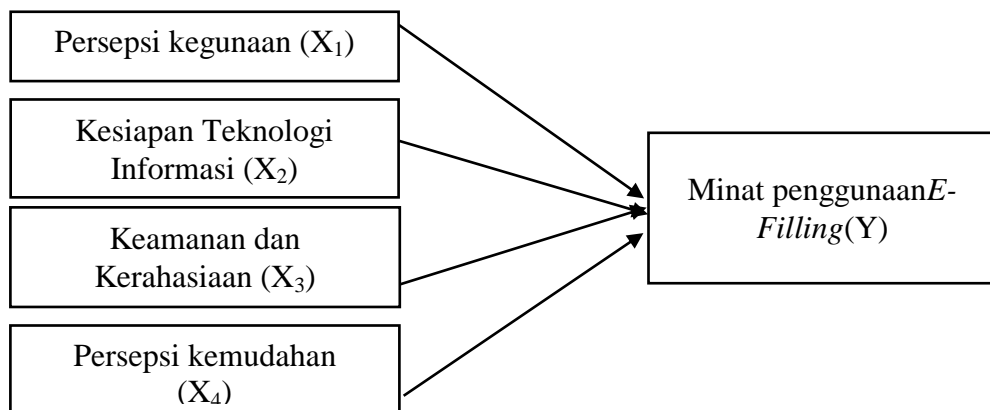 Persepsi kegunaan (X₁)
Kesiapan Teknologi
Informasi (X₂)
Keamanan dan
Kerahasiaan (X₃)
Persepsi kemudahan
(X₄)
Minat penggunaanE-
Filling(Y)